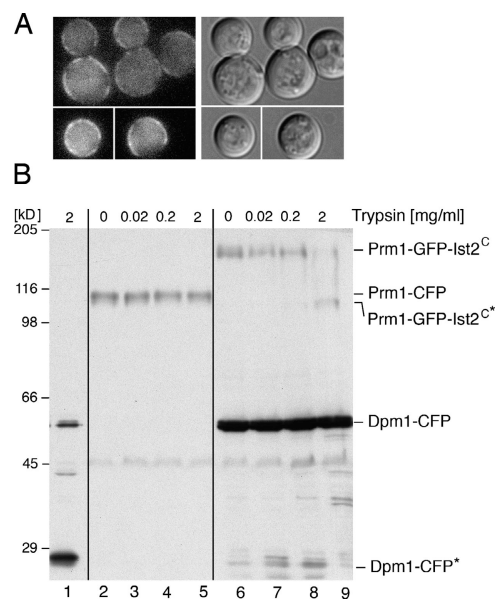 A
B
[kD] 2 0 0.02 0.2 2 0 0.02 0.2 2 Trypsin [mg/ml]
205
Prm1-GFP-Ist2C
116
Prm1-CFP
98
Prm1-GFP-Ist2C*
66
Dpm1-CFP
45
29
Dpm1-CFP*
1 2 3 4 5 6 7 8 9